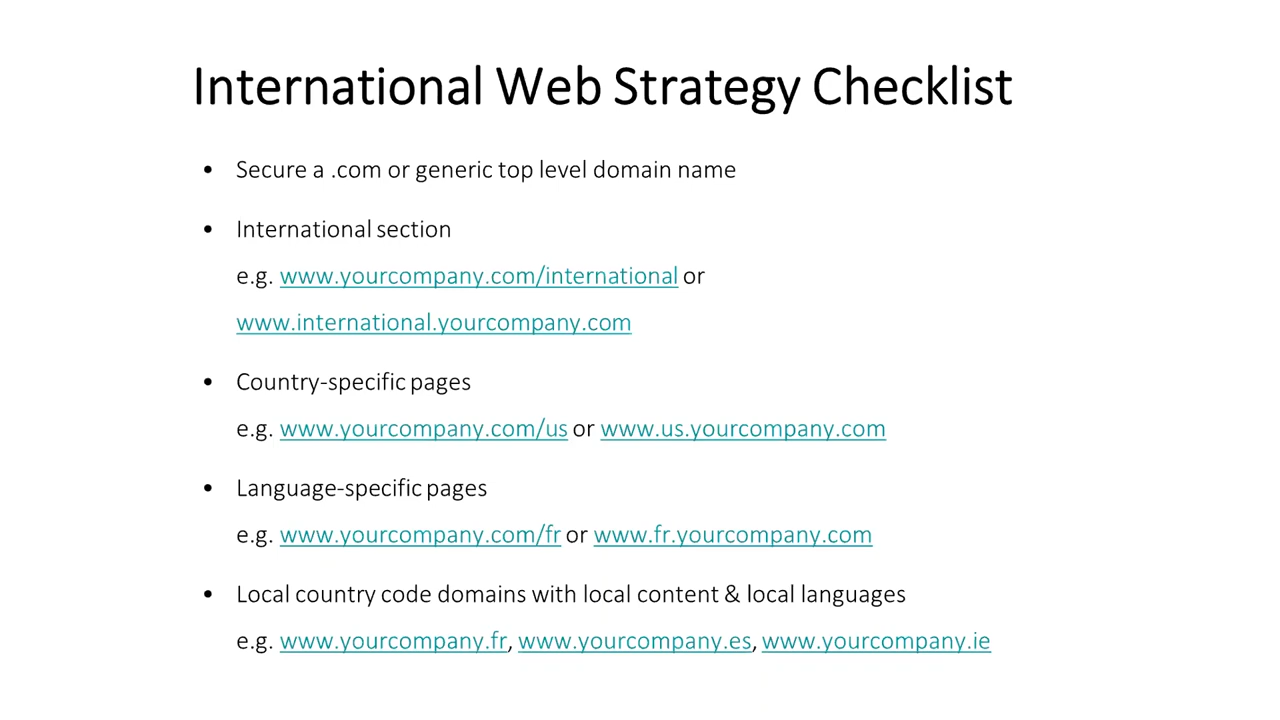 International Web Strategy Checklist
• Secure a .com or generic top level domain name
• International section
e.g. www.yourcompany.com/international or
www.international.yourcompany.com
• Country-specific pages
e.g. www.yourcompany.com/us or www.us.yourcompany.com
• Language-specific pages
e.g. www.yourcompany.com/fr or www.fr.yourcompany.com
• Local country code domains with local content & local languages
e.g. www.yourcompany.fr, www.yourcompany.es, www.yourcompany.ie